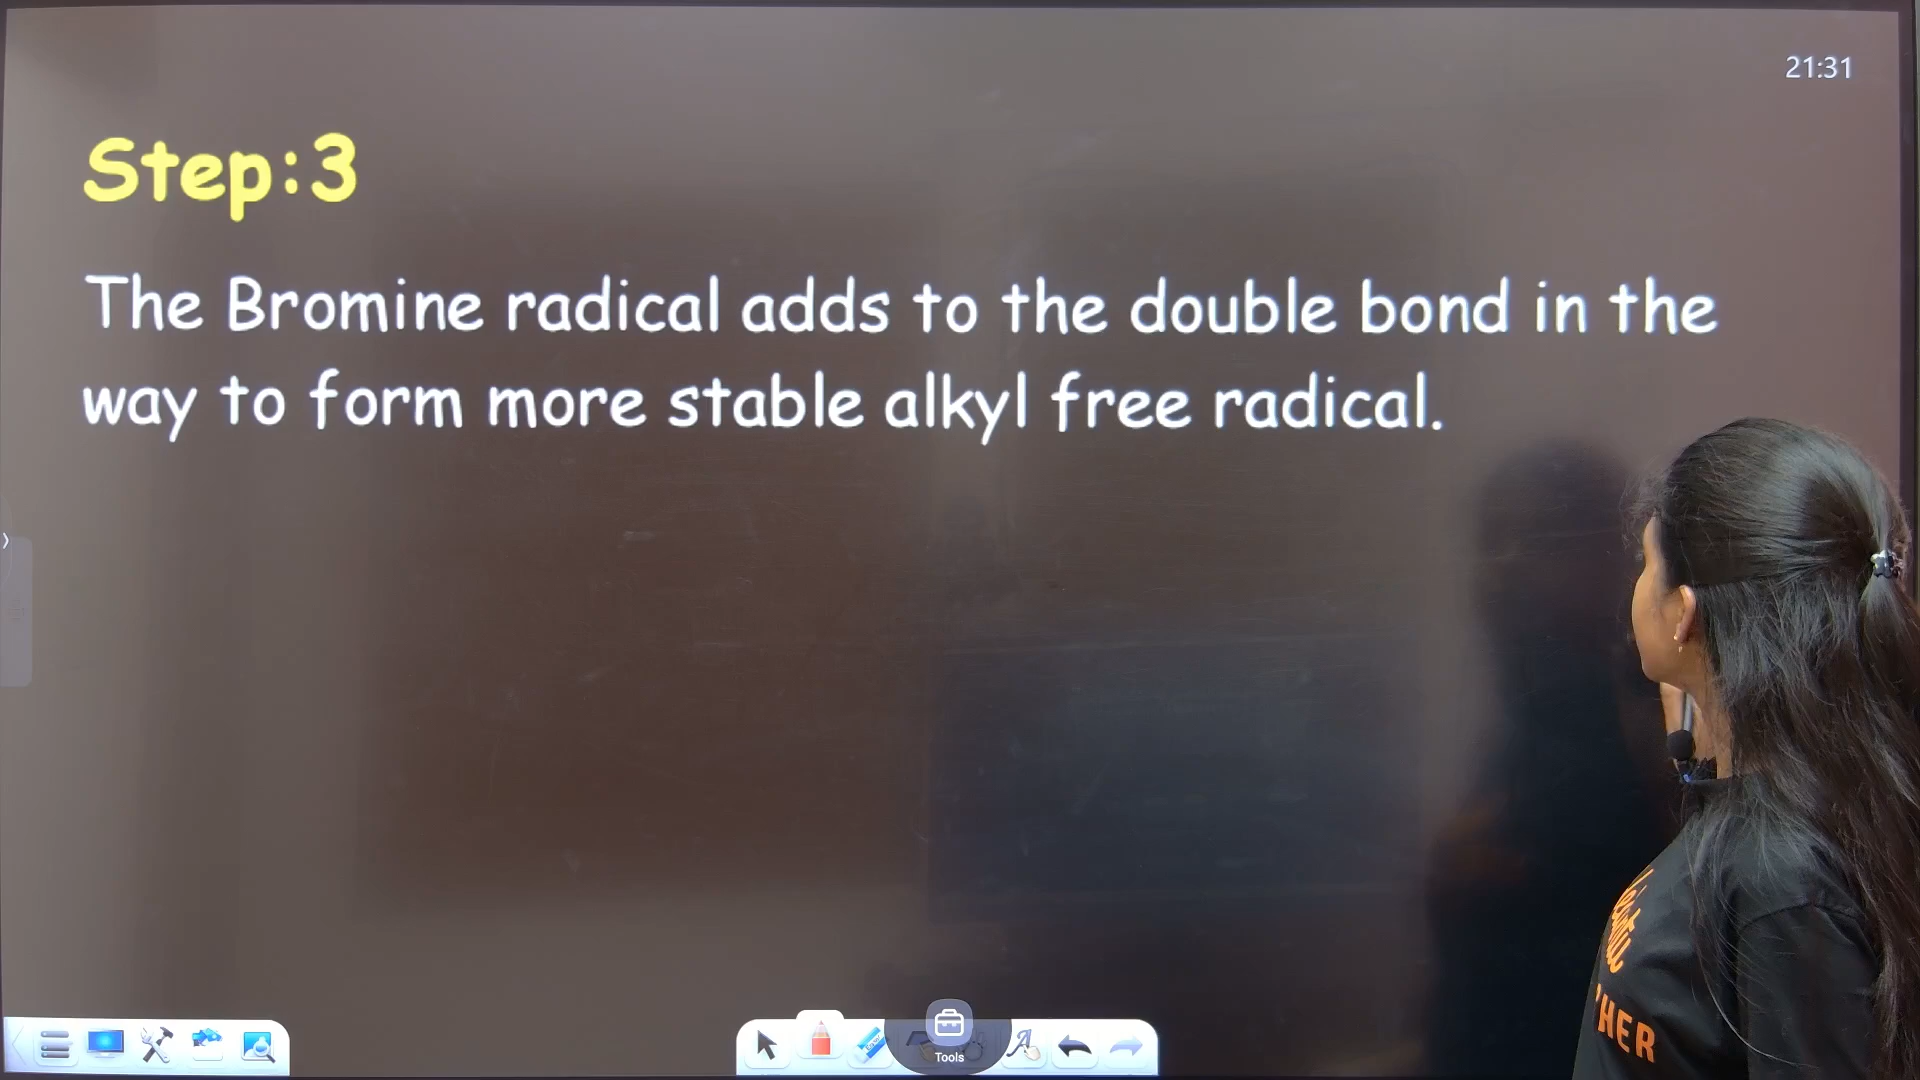 21:31
Step:3
The Bromine radical adds to the double bond in the
way to form more stable alkyl free radical.
Tools
HER